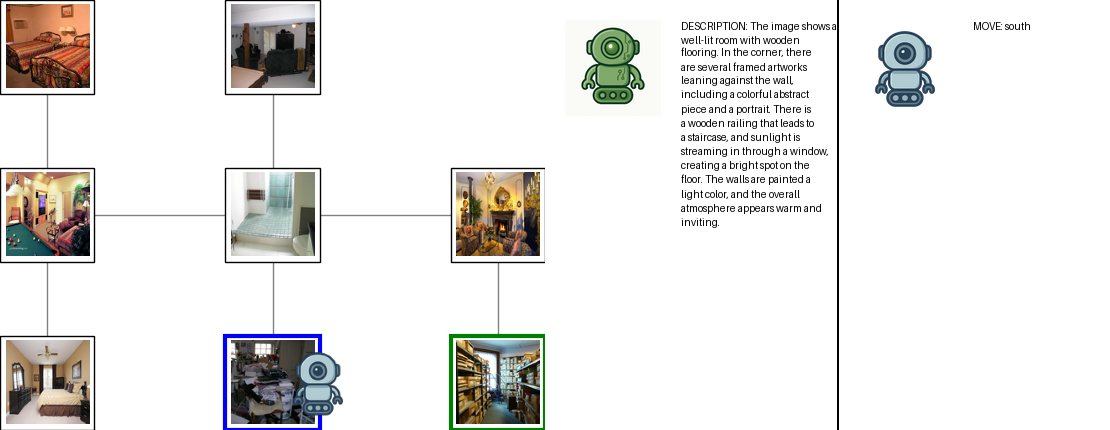 DESCRIPTION: The image shows a
well-lit room with wooden
flooring. In the corner, there
are several framed artworks
leaning against the wall,
including a colorful abstract
piece and a portrait. There is
a wooden railing that leads to
a staircase, and sunlight is
streaming in through a window,
creating a bright spot on the
floor. The walls are painted a
light color, and the overall
atmosphere appears warm and
inviting.
MOVE: south